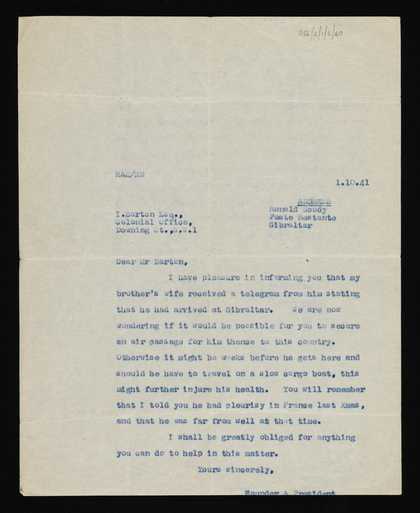 1.10.41
Ronald Moody
Poste Restante
Gibraltar
I.Barton Esq.,
Colonial Office,
Downing St.,S.W.1
Dear Mr Barton,
I have pleasure in informing you that my
brother's wife received a telegram from him stating
that he had arrived at Gibraltar. We are now
wondering if it would be possible for you to secure
an air passage for him thence to this country.
Otherwise it might be weeks before he gets here and
should he have to travel on a slow cargo boat, this
might further injure his health. You will remember
that I told you he had pleurisy in France last Xmas,
and that he was far from well at that time.
I shall be greatly obliged for anything
you can do to help in this matter.
Yours sincerely,
Founder & President